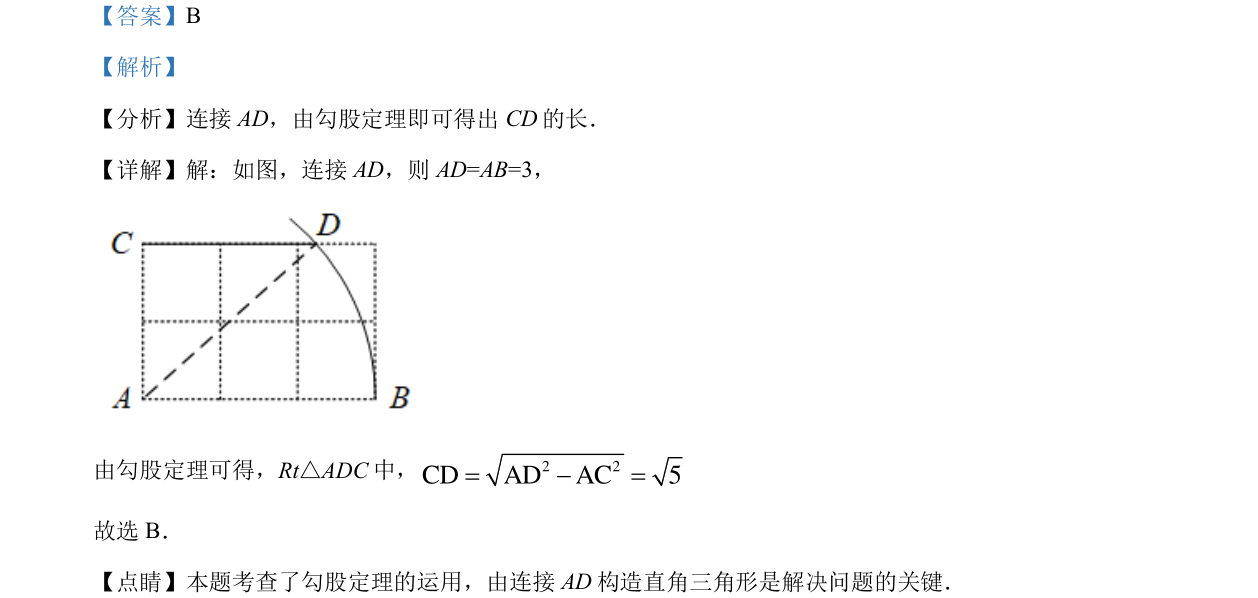 【答案】B
【解析】
【分析】连接 AD，由勾股定理即可得出 CD 的长．
【详解】解：如图，连接 AD，则 AD=AB=3，
D
C
A
B
由勾股定理可得，Rt△ADC 中，CD = √(AD² − AC²) = √5
故选 B．
【点睛】本题考查了勾股定理的运用，由连接 AD 构造直角三角形是解决问题的关键．